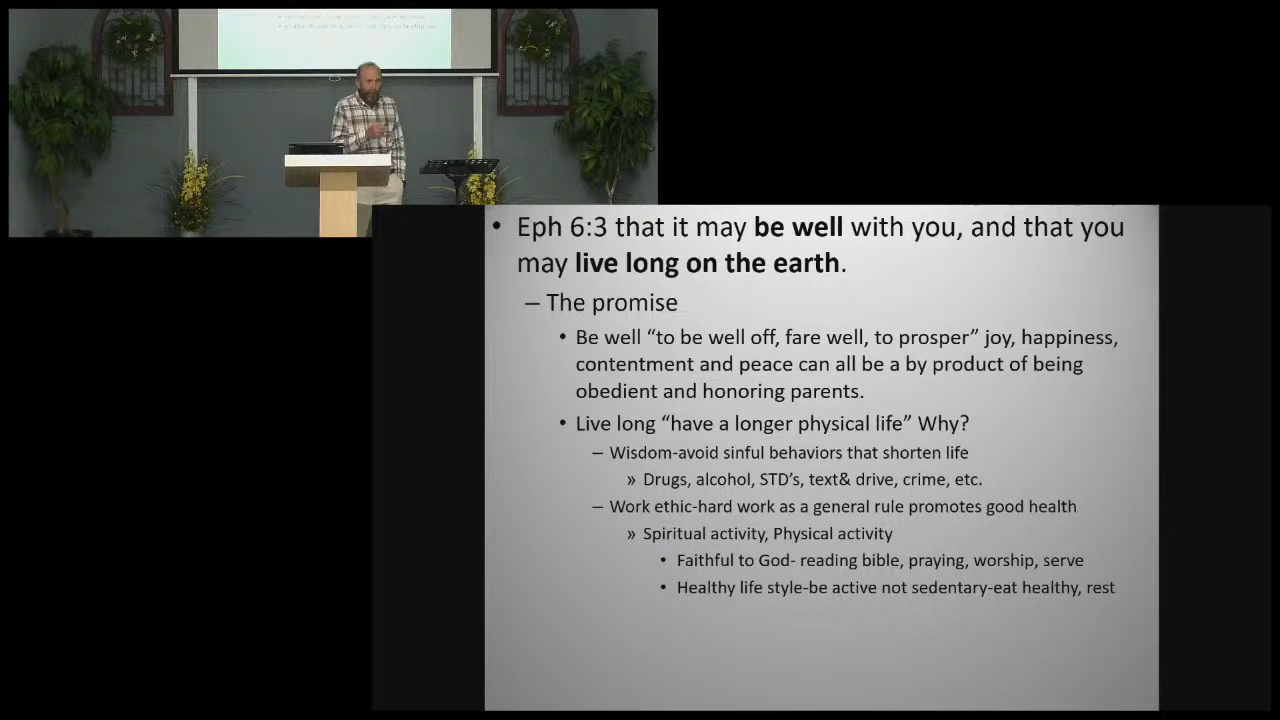 • Eph 6:3 that it may be well with you, and that you
may live long on the earth.
– The promise
• Be well “to be well off, fare well, to prosper” joy, happiness,
contentment and peace can all be a by product of being
obedient and honoring parents.
• Live long “have a longer physical life” Why?
– Wisdom-avoid sinful behaviors that shorten life
» Drugs, alcohol, STD’s, text& drive, crime, etc.
– Work ethic-hard work as a general rule promotes good health
» Spiritual activity, Physical activity
• Faithful to God- reading bible, praying, worship, serve
• Healthy life style-be active not sedentary-eat healthy, rest